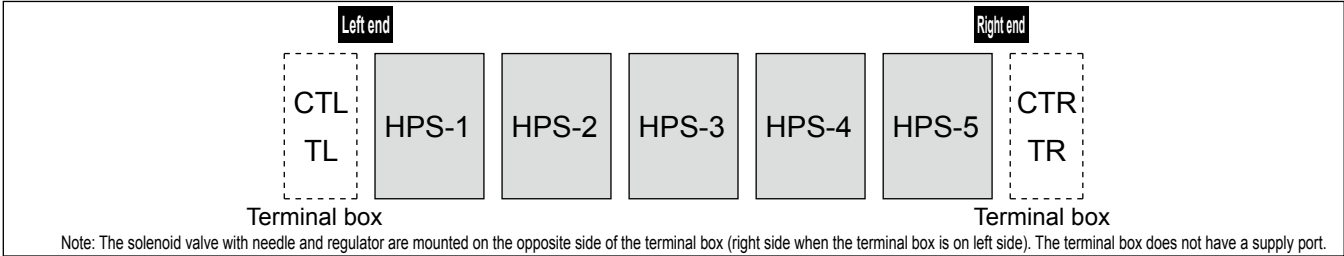 Left end
Right end
CTL
TL
HPS-1 HPS-2 HPS-3 HPS-4 HPS-5
CTR
TR
Terminal box
Terminal box
Note: The solenoid valve with needle and regulator are mounted on the opposite side of the terminal box (right side when the terminal box is on left side). The terminal box does not have a supply port.